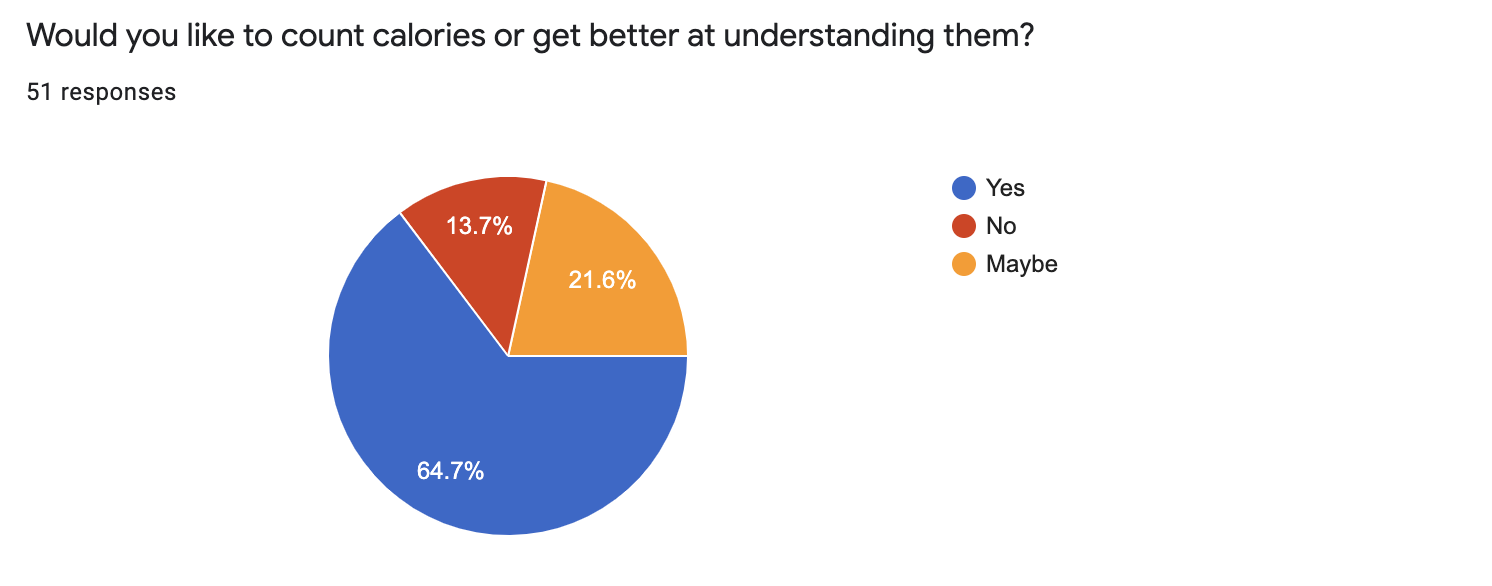 Would you like to count calories or get better at understanding them?
51 responses
Yes
No
Maybe
13.7%
21.6%
64.7%